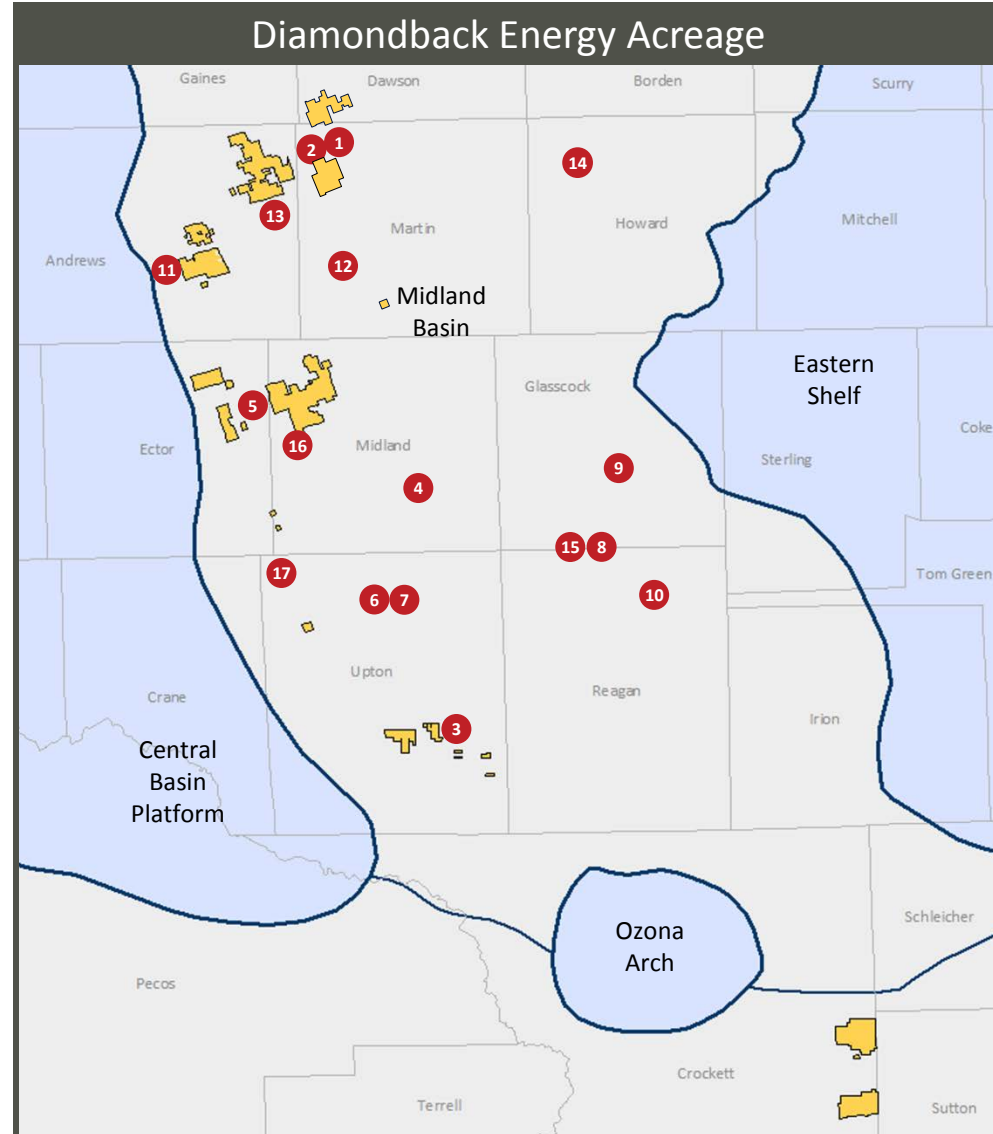 Diamondback Energy Acreage
Gaines
Dawson
Borden
Scurry
2
1
14
13
Martin
Howard
Mitchell
Andrews
11
12
Midland
Basin
Eastern
Shelf
Glasscock
5
Coke
Ector
16
Midland
Sterling
9
4
15
8
Tom Green
17
10
6
7
Upton
Reagan
Crane
Irion
3
Central
Basin
Platform
Schleicher
Ozona
Arch
Pecos
Crockett
Terrell
Sutton